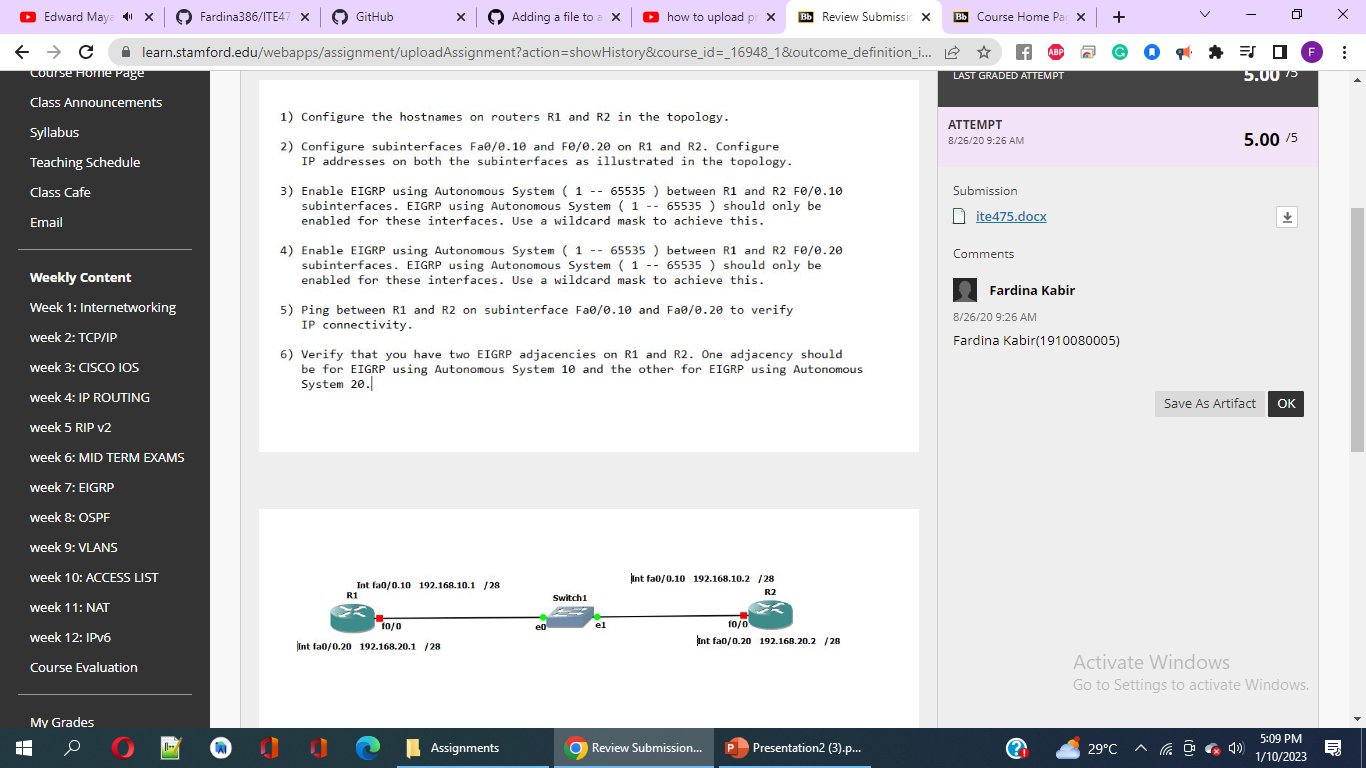 Edward Maya
Fardina386/ITE47
GitHub
Adding a file to a
how to upload p
Review Submissio
Course Home Pa
learn.stamford.edu/webapps/assignment/uploadAssignment?action=showHistory&course_id=_16948_1&outcome_definition_i...
ABP
F
Course Home Page
Class Announcements
Syllabus
Teaching Schedule
Class Cafe
Email
Weekly Content
Week 1: Internetworking
week 2: TCP/IP
week 3: CISCO IOS
week 4: IP ROUTING
week 5 RIP v2
week 6: MID TERM EXAMS
week 7: EIGRP
week 8: OSPF
week 9: VLANS
week 10: ACCESS LIST
week 11: NAT
week 12: IPv6
Course Evaluation
My Grades
1) Configure the hostnames on routers R1 and R2 in the topology.
2) Configure subinterfaces Fa0/0.10 and F0/0.20 on R1 and R2. Configure
IP addresses on both the subinterfaces as illustrated in the topology.
3) Enable EIGRP using Autonomous System ( 1 -- 65535 ) between R1 and R2 F0/0.10
subinterfaces. EIGRP using Autonomous System ( 1 -- 65535 ) should only be
enabled for these interfaces. Use a wildcard mask to achieve this.
4) Enable EIGRP using Autonomous System ( 1 -- 65535 ) between R1 and R2 F0/0.20
subinterfaces. EIGRP using Autonomous System ( 1 -- 65535 ) should only be
enabled for these interfaces. Use a wildcard mask to achieve this.
5) Ping between R1 and R2 on subinterface Fa0/0.10 and Fa0/0.20 to verify
IP connectivity.
6) Verify that you have two EIGRP adjacencies on R1 and R2. One adjacency should
be for EIGRP using Autonomous System 10 and the other for EIGRP using Autonomous
System 20.
Int fa0/0.10 192.168.10.1 /28
R1
f0/0
Int fa0/0.20 192.168.20.1 /28
Switch1
e0
e1
Int fa0/0.10 192.168.10.2 /28
R2
f0/0
Int fa0/0.20 192.168.20.2 /28
LAST GRADED ATTEMPT
5.00 /5
ATTEMPT
8/26/20 9:26 AM
5.00 /5
Submission
ite475.docx
Comments
Fardina Kabir
8/26/20 9:26 AM
Fardina Kabir(1910080005)
Save As Artifact
OK
Activate Windows
Go to Settings to activate Windows.
Assignments
Review Submission...
Presentation2 (3).p...
29°C
5:09 PM
1/10/2023